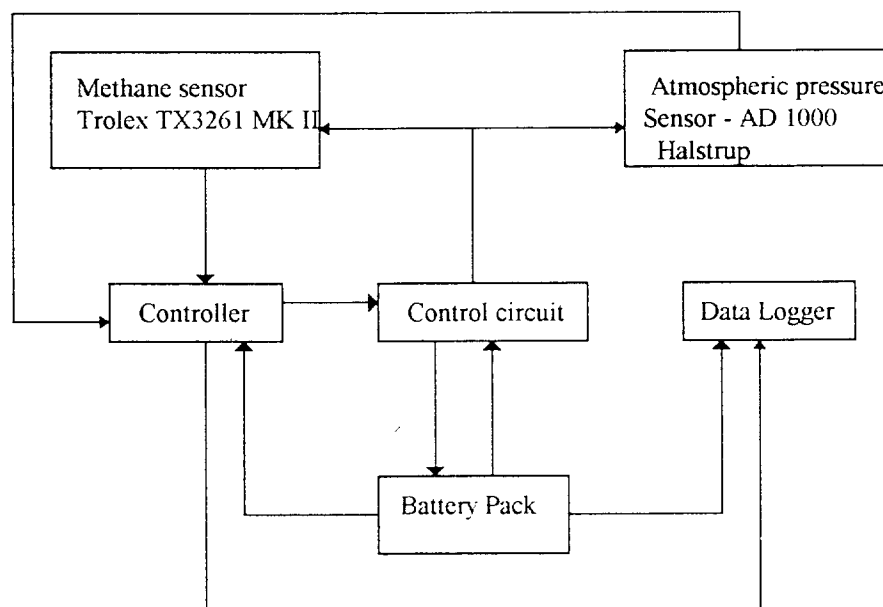 Methane sensor
Trolex TX3261 MK II
Atmospheric pressure
Sensor - AD 1000
Halstrup
Controller
Control circuit
Data Logger
Battery Pack